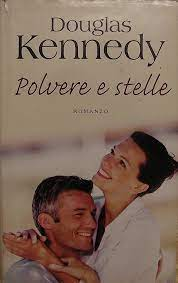 Douglas
Kennedy
Polvere e stelle
ROMANZO